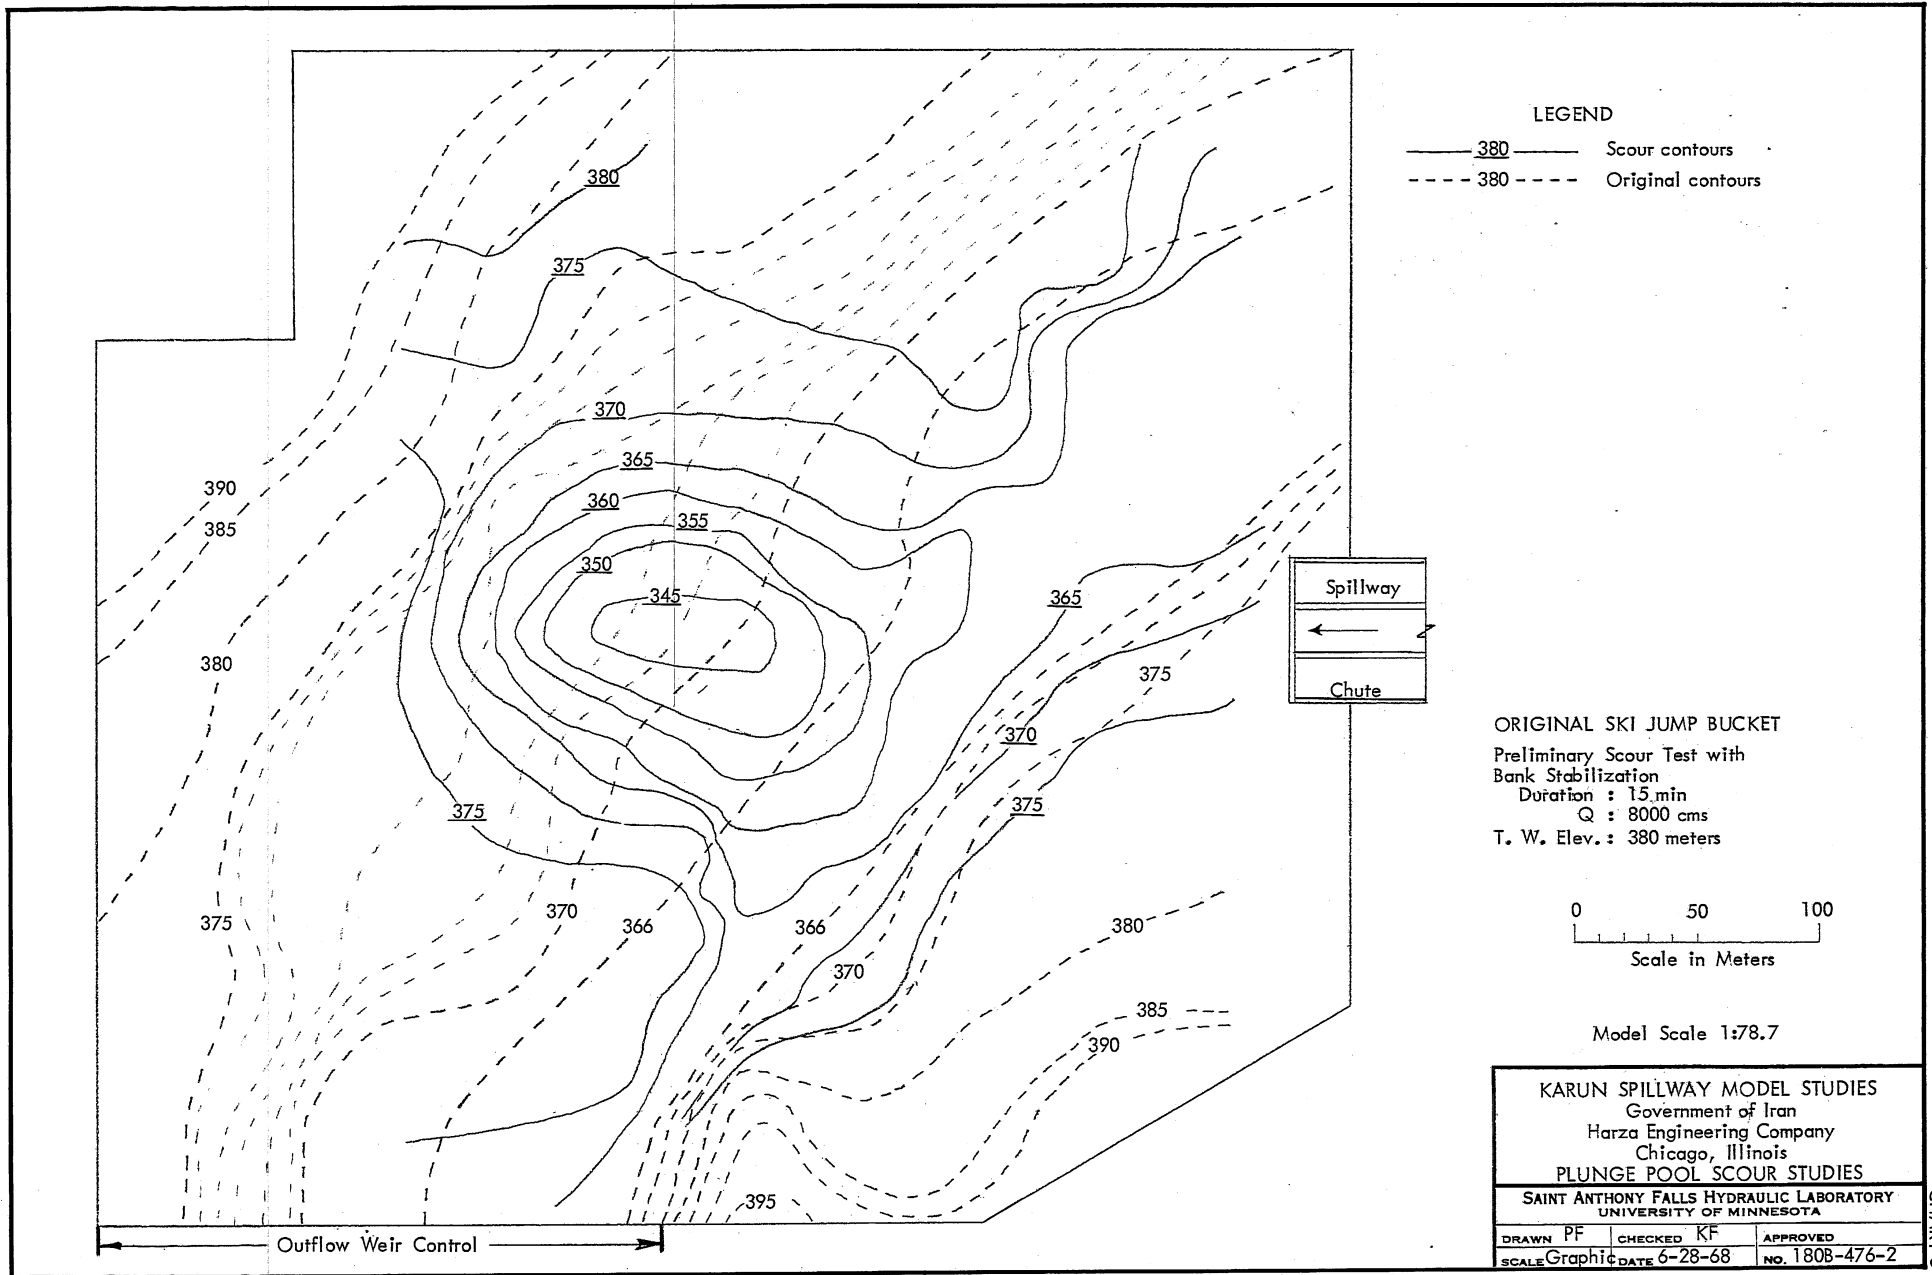 LEGEND
380 Scour contours
380 Original contours
380
375
370
365
360
355
350
345
390
385
380
375
370
366
375
366
370
365
370
375
375
380
385
390
395
Spillway
Chute
Outflow Weir Control
ORIGINAL SKI JUMP BUCKET
Preliminary Scour Test with
Bank Stabilization
Duration : 15 min
Q : 8000 cms
T. W. Elev. : 380 meters
0 50 100
Scale in Meters
Model Scale 1:78.7
KARUN SPILLWAY MODEL STUDIES
Government of Iran
Harza Engineering Company
Chicago, Illinois
PLUNGE POOL SCOUR STUDIES
SAINT ANTHONY FALLS HYDRAULIC LABORATORY
UNIVERSITY OF MINNESOTA
DRAWN PF CHECKED KF APPROVED
SCALE Graphic DATE 6-28-68 NO. 180B-476-2